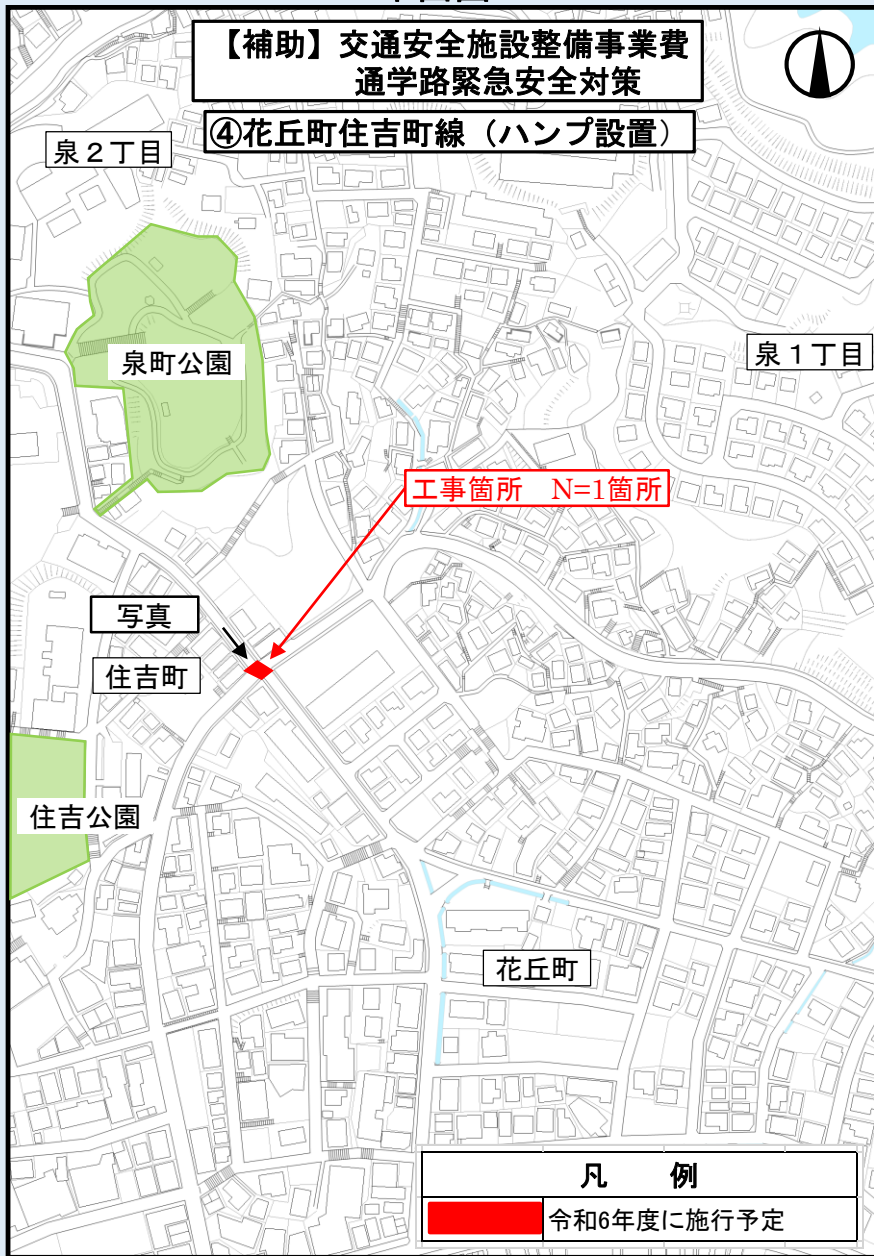 【補助】交通安全施設整備事業費
通学路緊急安全対策
④花丘町住吉町線（ハンプ設置）
泉２丁目
泉町公園
泉１丁目
工事箇所　N=1箇所
写真
住吉町
住吉公園
花丘町
凡　例
令和6年度に施行予定